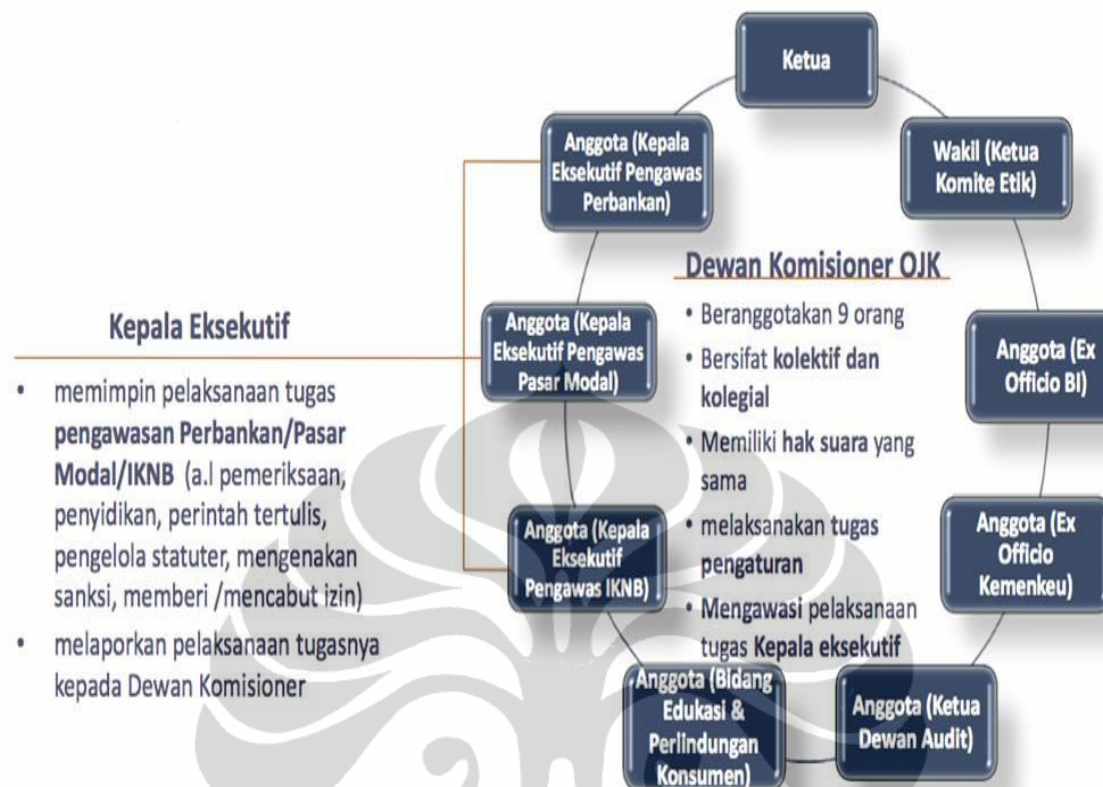 Ketua
Wakil (Ketua
Komite Etik)
Anggota (Ex
Officio BI)
Anggota (Ex
Officio
Kemenkeu)
Anggota (Ketua
Dewan Audit)
Anggota (Bidang
Edukasi &
Perlindungan
Konsumen)
Anggota (Kepala
Eksekutif
Pengawas IKNB)
Anggota (Kepala
Eksekutif Pengawas
Pasar Modal)
Anggota (Kepala
Eksekutif Pengawas
Perbankan)
Dewan Komisioner OJK
• Beranggotakan 9 orang
• Bersifat kolektif dan
kolegial
• Memiliki hak suara yang
sama
• melaksanakan tugas
pengaturan
• Mengawasi pelaksanaan
tugas Kepala eksekutif
Kepala Eksekutif
• memimpin pelaksanaan tugas
pengawasan Perbankan/Pasar
Modal/IKNB (a.l pemeriksaan,
penyidikan, perintah tertulis,
pengelola statuter, mengenakan
sanksi, memberi /mencabut izin)
• melaporkan pelaksanaan tugasnya
kepada Dewan Komisioner